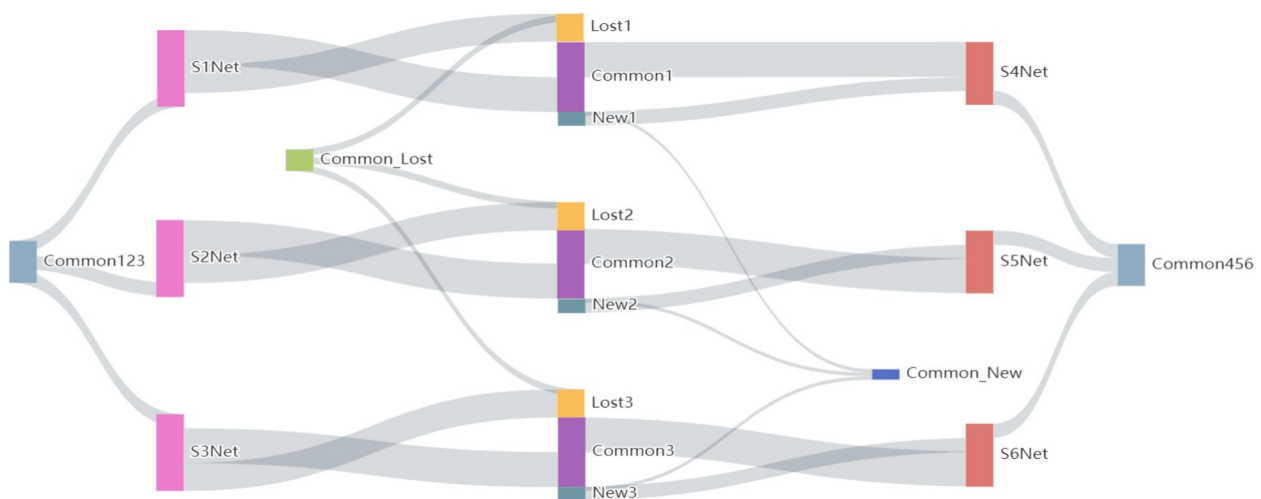 Lost1
S1Net
Common1
S4Net
New1
Common_Lost
Lost2
Common123
S2Net
Common2
S5Net
Common456
New2
Common_New
Lost3
S3Net
Common3
S6Net
New3